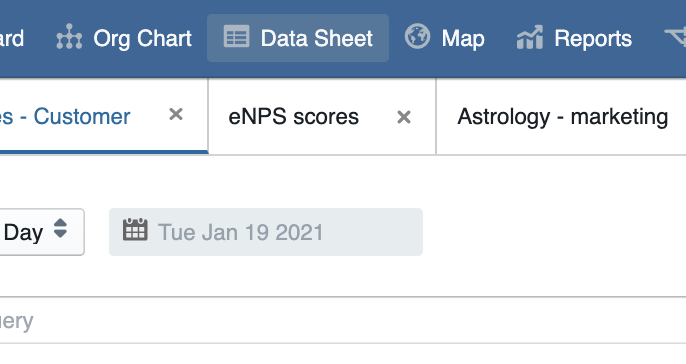 ard Org Chart Data Sheet Map Reports
es - Customer × eNPS scores × Astrology - marketing
Day Tue Jan 19 2021
uery